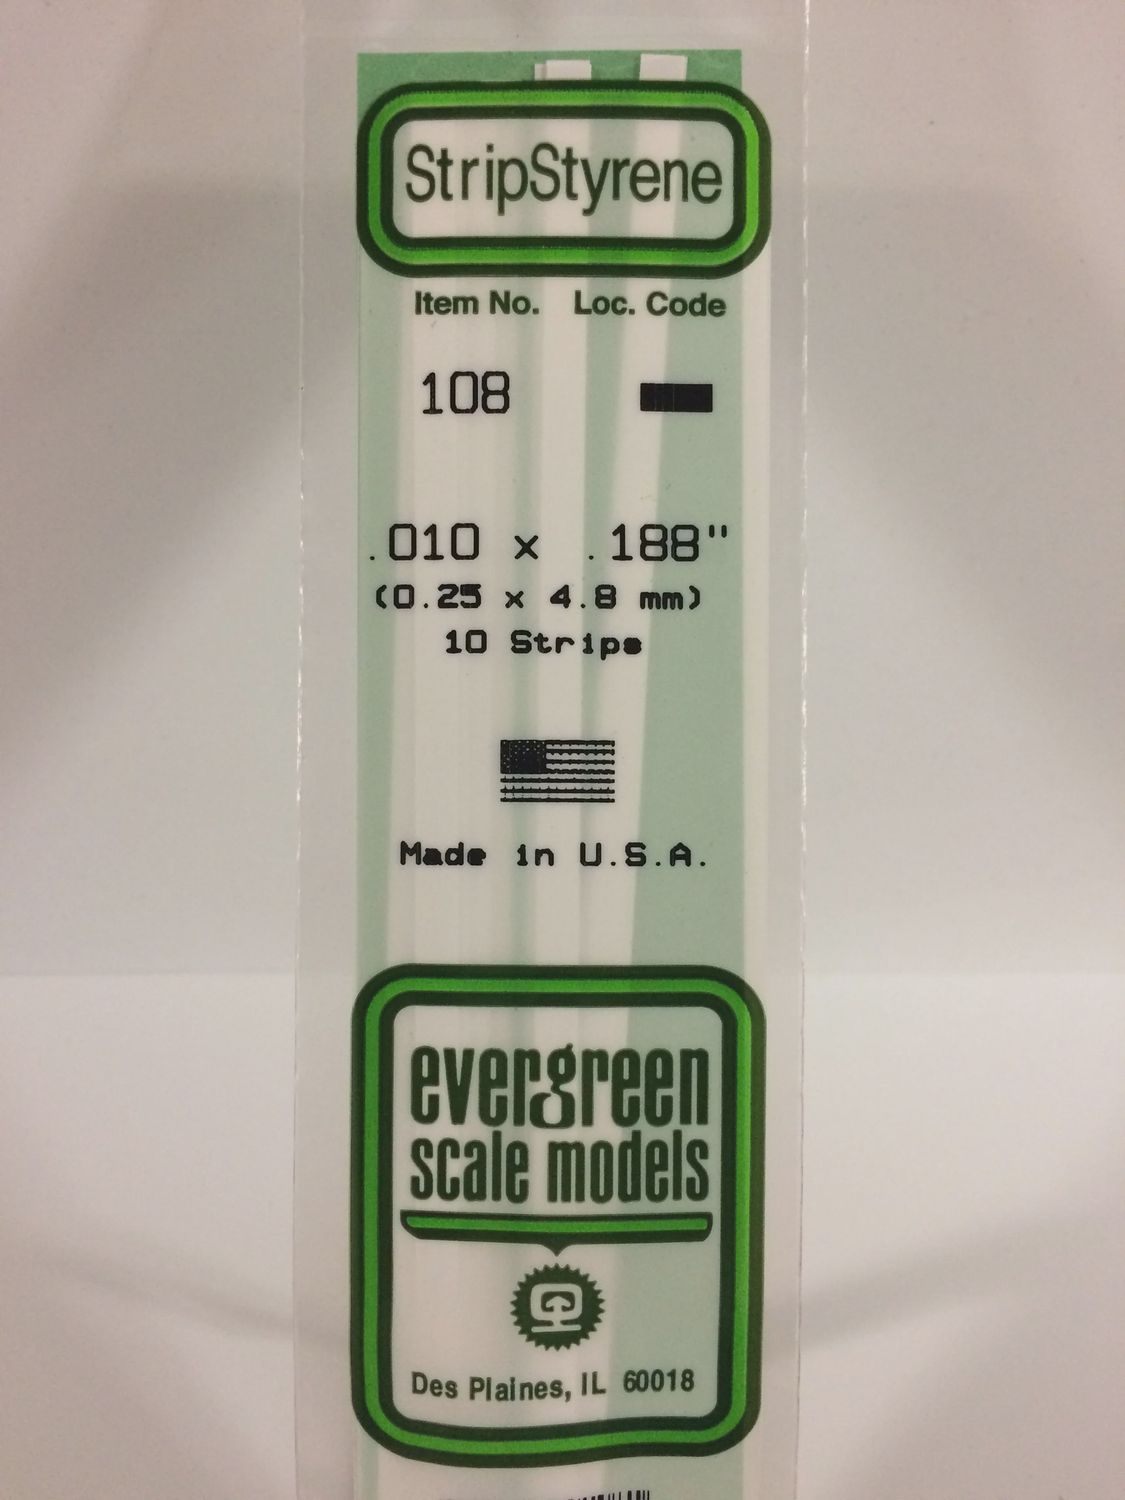 StripStyrene
Item No. Loc. Code
108
.010 x .188"
(0.25 x 4.8 mm)
10 Strips
Made in U.S.A.
evergreen
scale models
Des Plaines, IL 60018